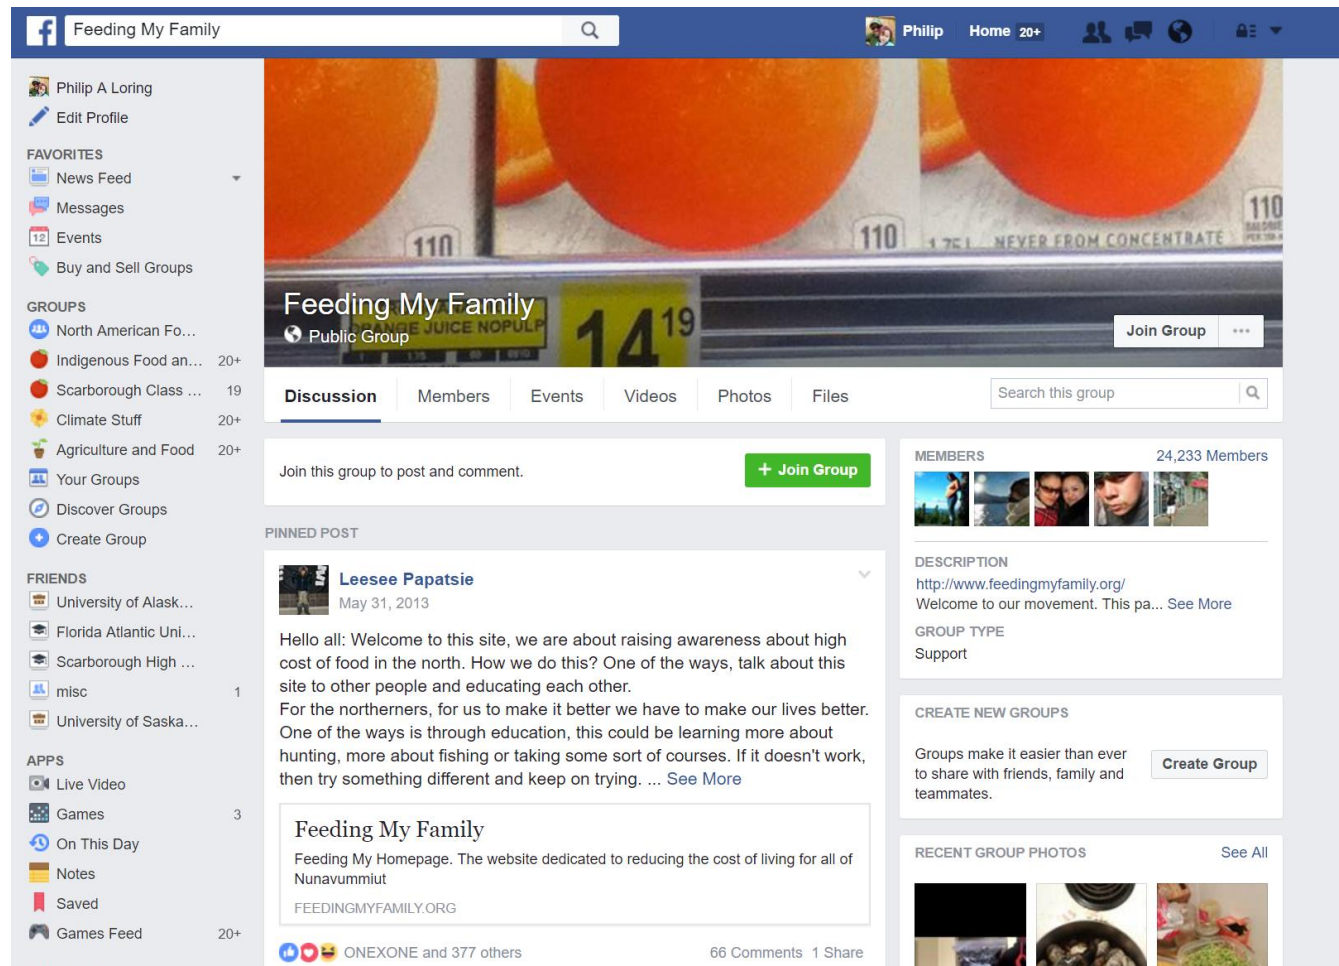 f
Feeding My Family
Philip
Home 20+
Philip A Loring
Edit Profile
FAVORITES
News Feed
Messages
12 Events
Buy and Sell Groups
GROUPS
North American Fo...
Indigenous Food an... 20+
Scarborough Class ... 19
Climate Stuff 20+
Agriculture and Food 20+
Your Groups
Discover Groups
Create Group
FRIENDS
University of Alask...
Florida Atlantic Uni...
Scarborough High ...
misc 1
University of Saska...
APPS
Live Video
Games 3
On This Day
Notes
Saved
Games Feed 20+
110
110
110
1.75 L NEVER FROM CONCENTRATE
ORANGE JUICE NOPULP
14.19
Feeding My Family
Public Group
Join Group ...
Discussion Members Events Videos Photos Files
Search this group
Join this group to post and comment.
+ Join Group
PINNED POST
Leesee Papatsie
May 31, 2013
Hello all: Welcome to this site, we are about raising awareness about high
cost of food in the north. How we do this? One of the ways, talk about this
site to other people and educating each other.
For the northerners, for us to make it better we have to make our lives better.
One of the ways is through education, this could be learning more about
hunting, more about fishing or taking some sort of courses. If it doesn't work,
then try something different and keep on trying. ... See More
Feeding My Family
Feeding My Homepage. The website dedicated to reducing the cost of living for all of
Nunavummiut
FEEDINGMYFAMILY.ORG
ONEXONE and 377 others
66 Comments 1 Share
MEMBERS
24,233 Members
DESCRIPTION
http://www.feedingmyfamily.org/
Welcome to our movement. This pa... See More
GROUP TYPE
Support
CREATE NEW GROUPS
Groups make it easier than ever
to share with friends, family and
teammates.
Create Group
RECENT GROUP PHOTOS
See All